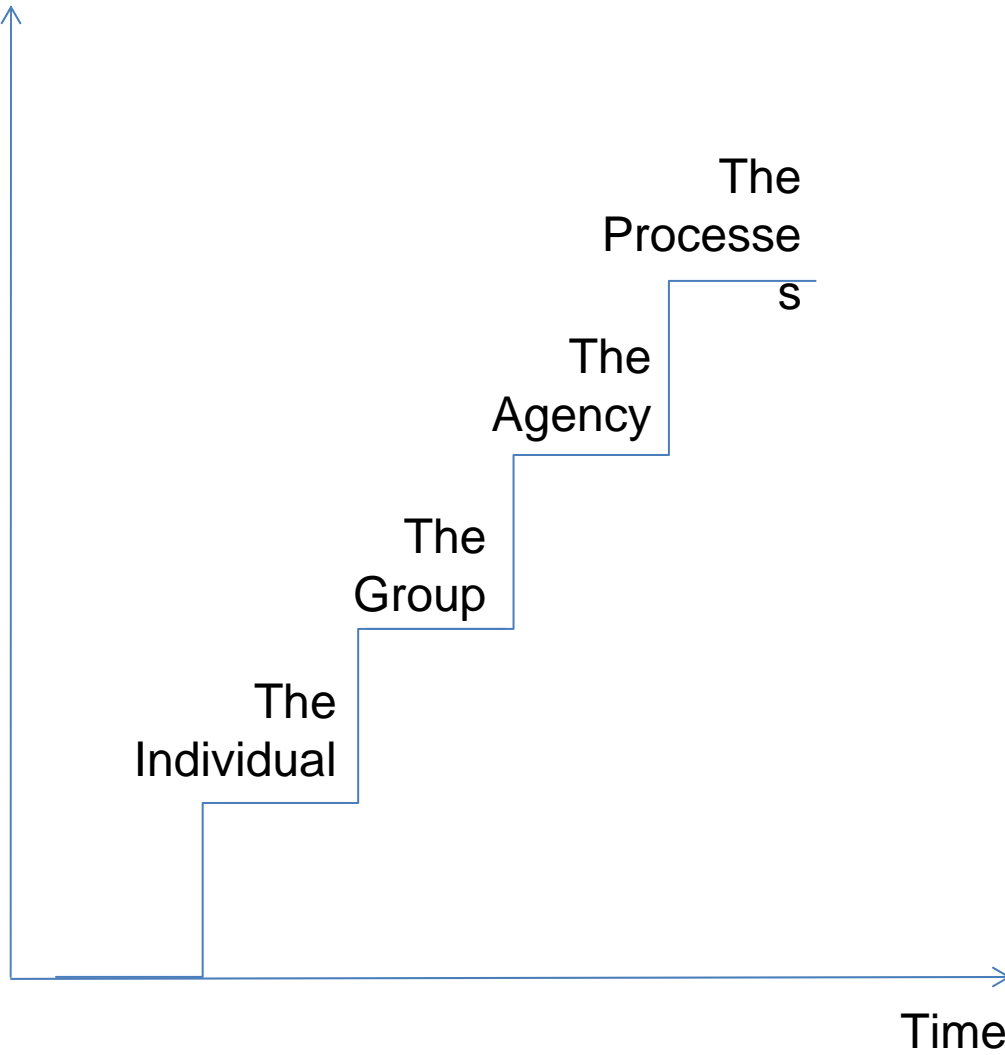 The
Processe
s
The
Agency
The
Group
The
Individual
Time